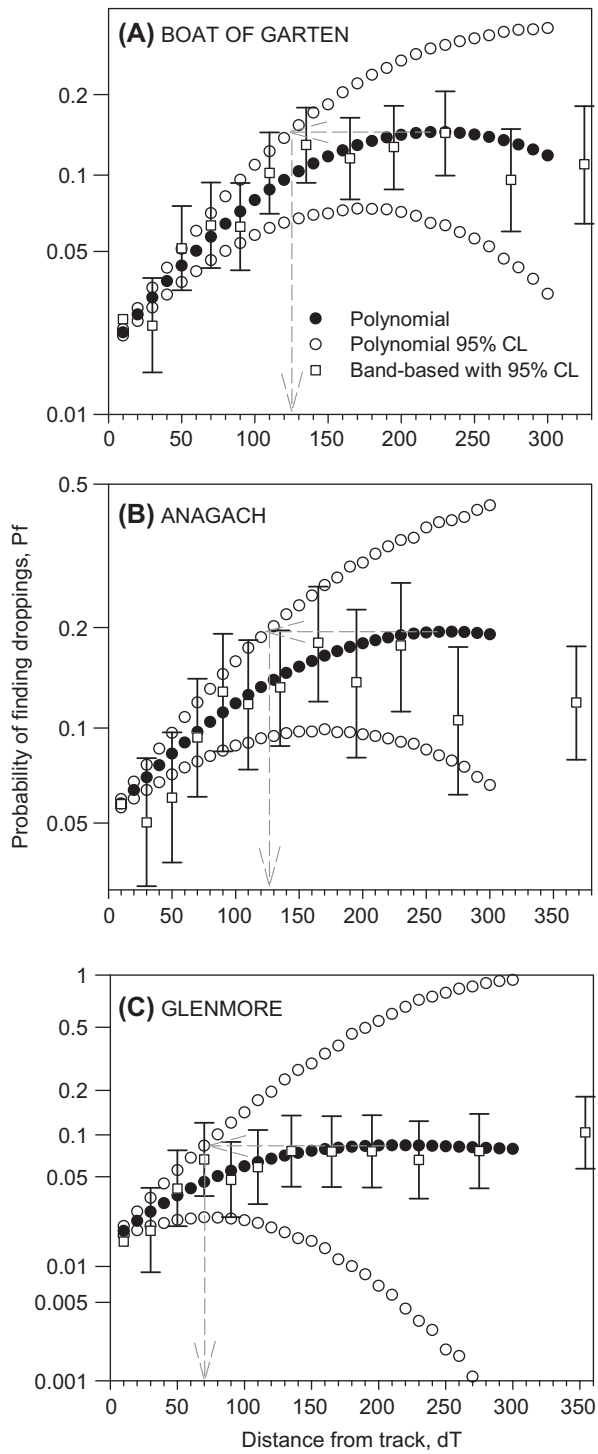 (A) BOAT OF GARTEN
0.2
0.1
0.05
0.01
Polynomial
Polynomial 95% CL
Band-based with 95% CL
0 50 100 150 200 250 300
Probability of finding droppings, Pf
(B) ANAGACH
0.5
0.2
0.1
0.05
0 50 100 150 200 250 300 350
(C) GLENMORE
1
0.5
0.2
0.1
0.05
0.01
0.005
0.001
0 50 100 150 200 250 300 350
Distance from track, dT